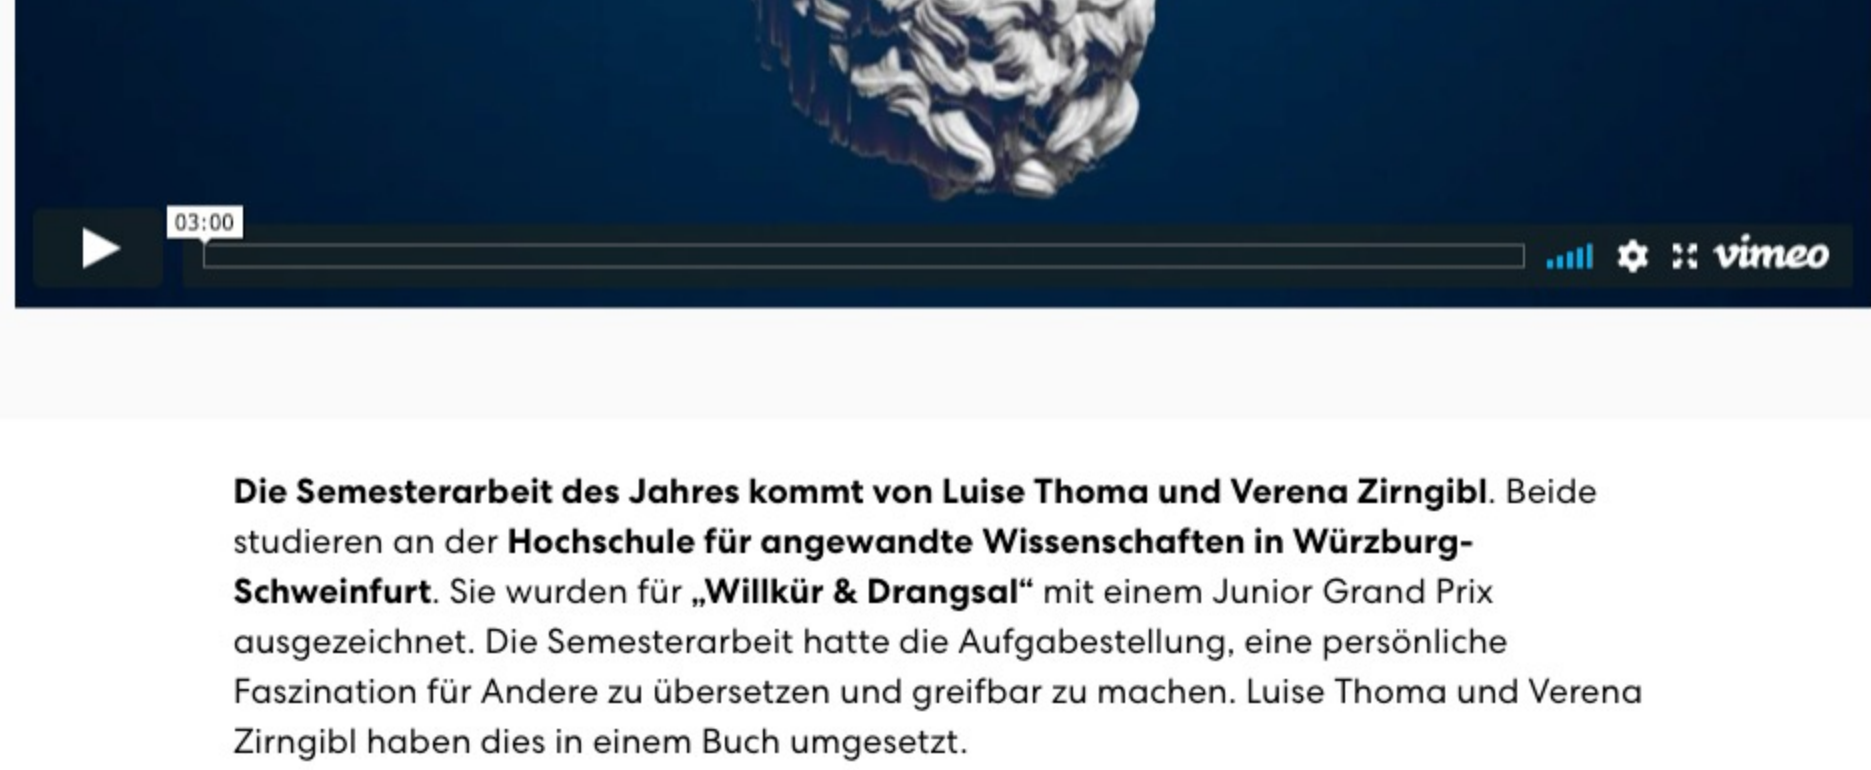 03:00
vimeo
Die Semesterarbeit des Jahres kommt von Luise Thoma und Verena Zirngibl. Beide
studieren an der Hochschule für angewandte Wissenschaften in Würzburg-
Schweinfurt. Sie wurden für „Willkür & Drangsal“ mit einem Junior Grand Prix
ausgezeichnet. Die Semesterarbeit hatte die Aufgabestellung, eine persönliche
Faszination für Andere zu übersetzen und greifbar zu machen. Luise Thoma und Verena
Zirngibl haben dies in einem Buch umgesetzt.